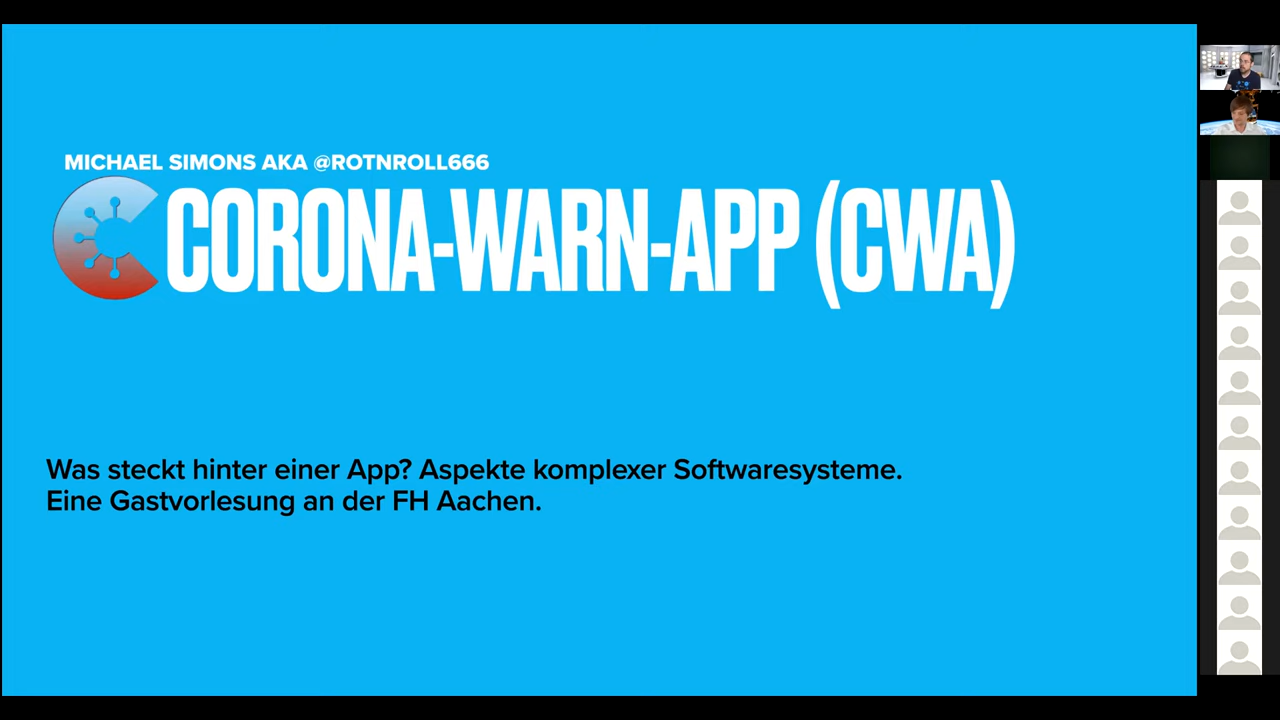 MICHAEL SIMONS AKA @ROTNROLL666
CORONA-WARN-APP (CWA)
Was steckt hinter einer App? Aspekte komplexer Softwaresysteme.
Eine Gastvorlesung an der FH Aachen.